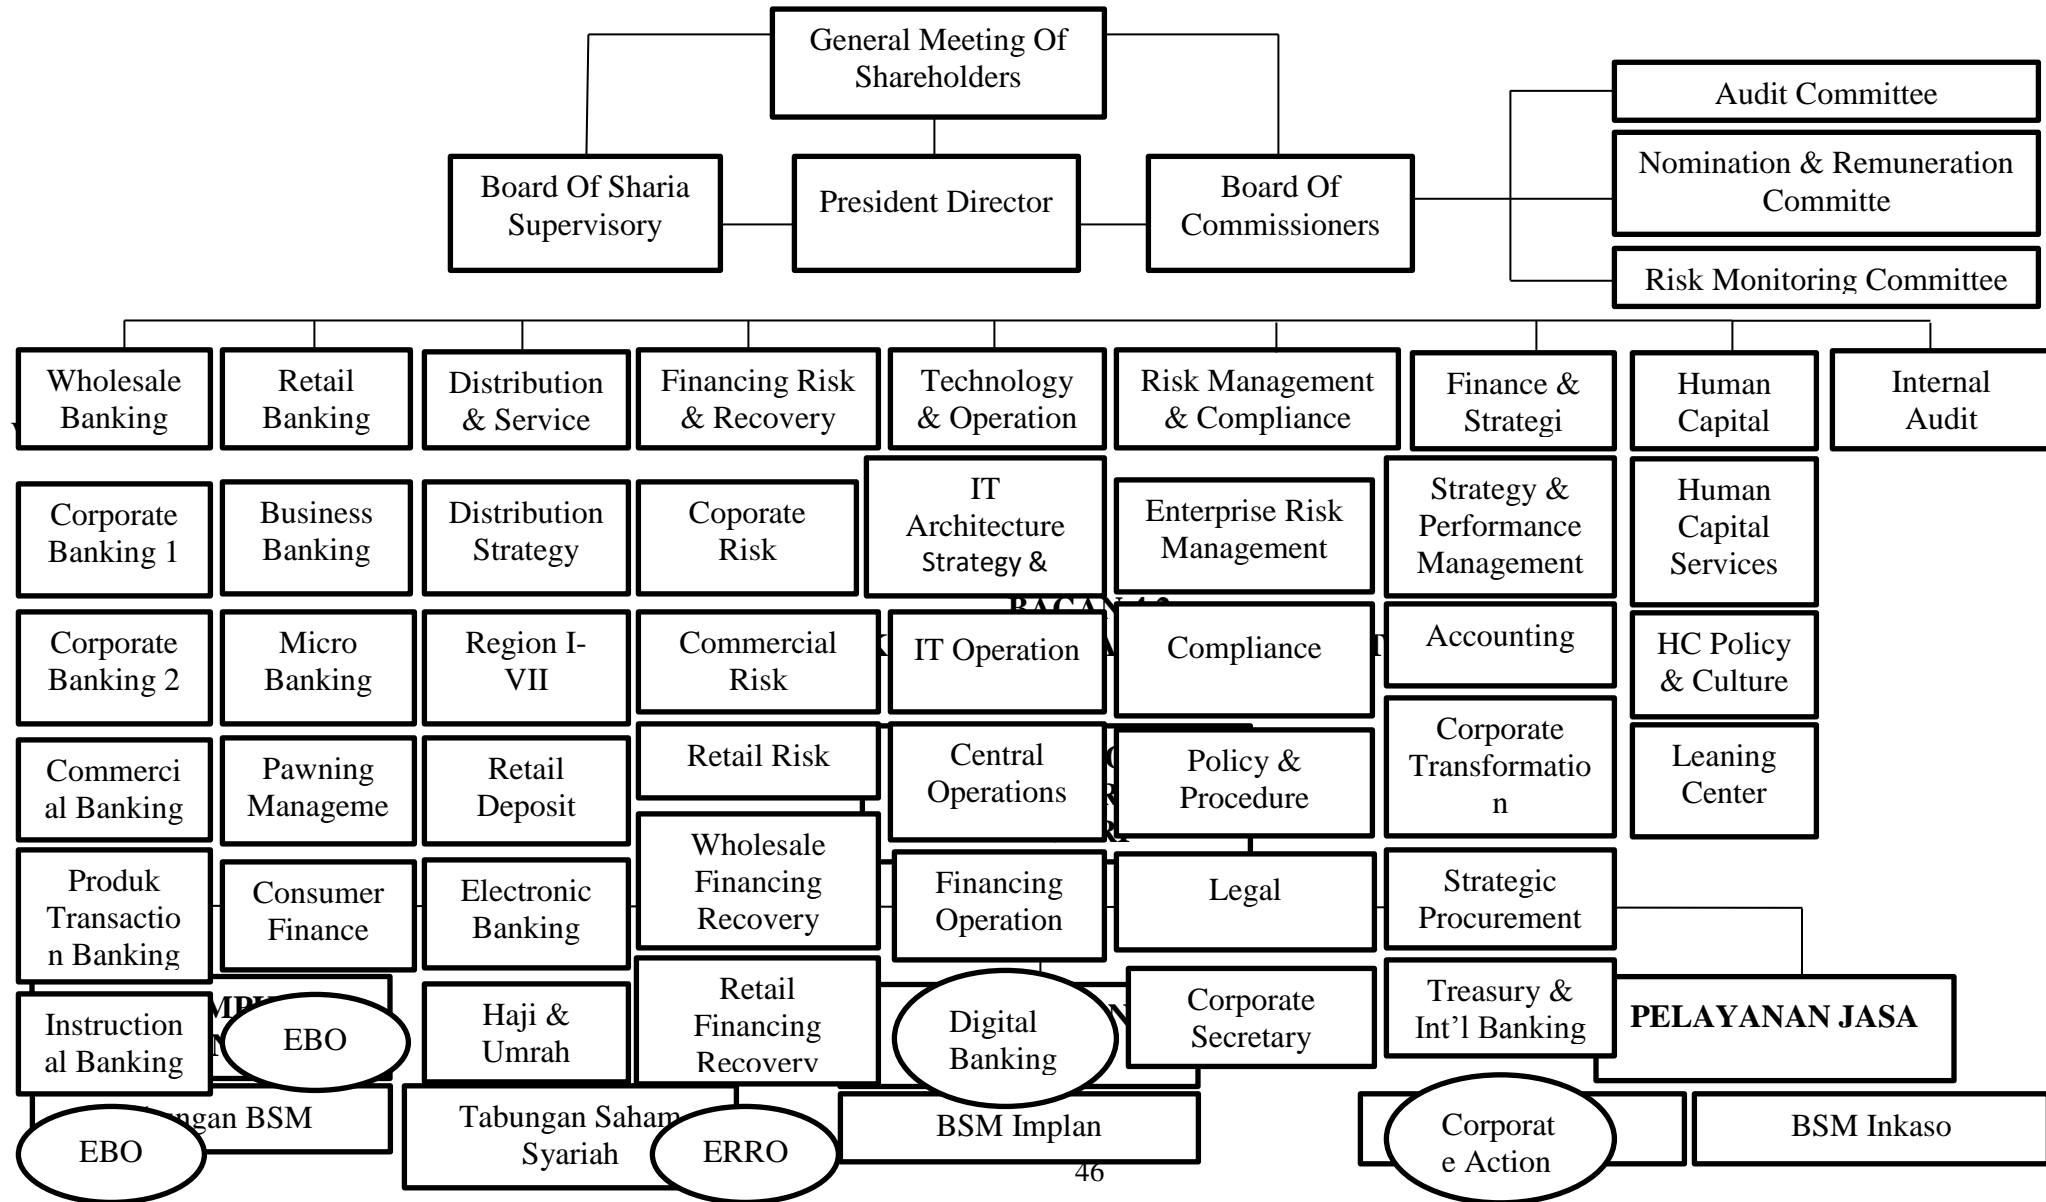 General Meeting Of
Shareholders
Audit Committee
Nomination & Remuneration
Committe
Risk Monitoring Committee
Board Of Sharia
Supervisory
President Director
Board Of
Commissioners
Wholesale
Banking
Retail
Banking
Distribution
& Service
Financing Risk
& Recovery
Technology
& Operation
Risk Management
& Compliance
Finance &
Strategi
Human
Capital
Internal
Audit
Corporate
Banking 1
Business
Banking
Distribution
Strategy
Coporate
Risk
IT
Architecture
Strategy &
Enterprise Risk
Management
Strategy &
Performance
Management
Human
Capital
Services
Corporate
Banking 2
Micro
Banking
Region I-
VII
Commercial
Risk
IT Operation
Compliance
Accounting
HC Policy
& Culture
Commerci
al Banking
Pawning
Manageme
Retail
Deposit
Retail Risk
Central
Operations
Policy &
Procedure
Corporate
Transformatio
n
Leaning
Center
Produk
Transactio
n Banking
Consumer
Finance
Electronic
Banking
Wholesale
Financing
Recovery
Financing
Operation
Legal
Strategic
Procurement
Instruction
al Banking
EBO
Haji &
Umrah
Retail
Financing
Recovery
Digital
Banking
Corporate
Secretary
Treasury &
Int’l Banking
PELAYANAN JASA
EBO
BSM
Tabungan Saham
Syariah
ERRO
BSM Implan
Corporat
e Action
BSM Inkaso
46